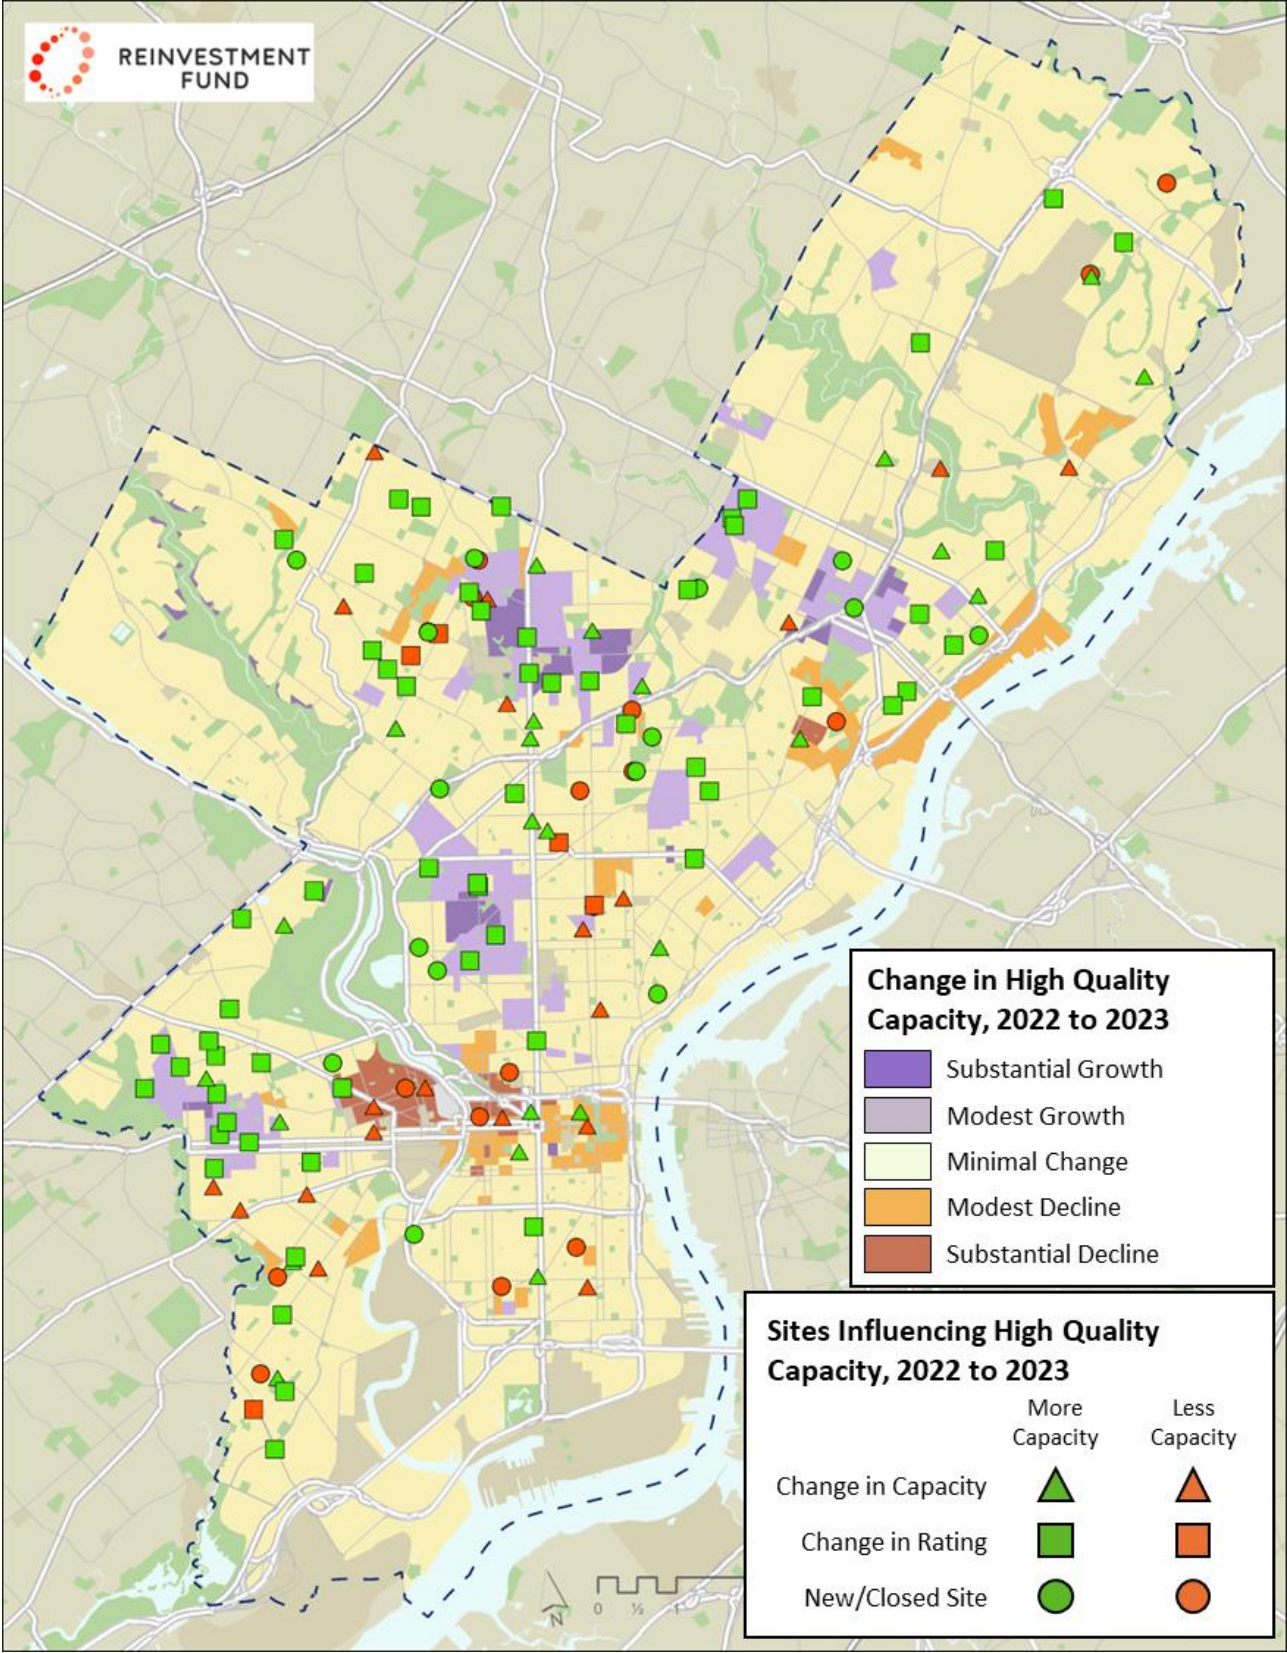 REINVESTMENT
FUND
Change in High Quality
Capacity, 2022 to 2023
Substantial Growth
Modest Growth
Minimal Change
Modest Decline
Substantial Decline
Sites Influencing High Quality
Capacity, 2022 to 2023
More
Capacity
Less
Capacity
Change in Capacity
Change in Rating
New/Closed Site
N
0 ½ 1